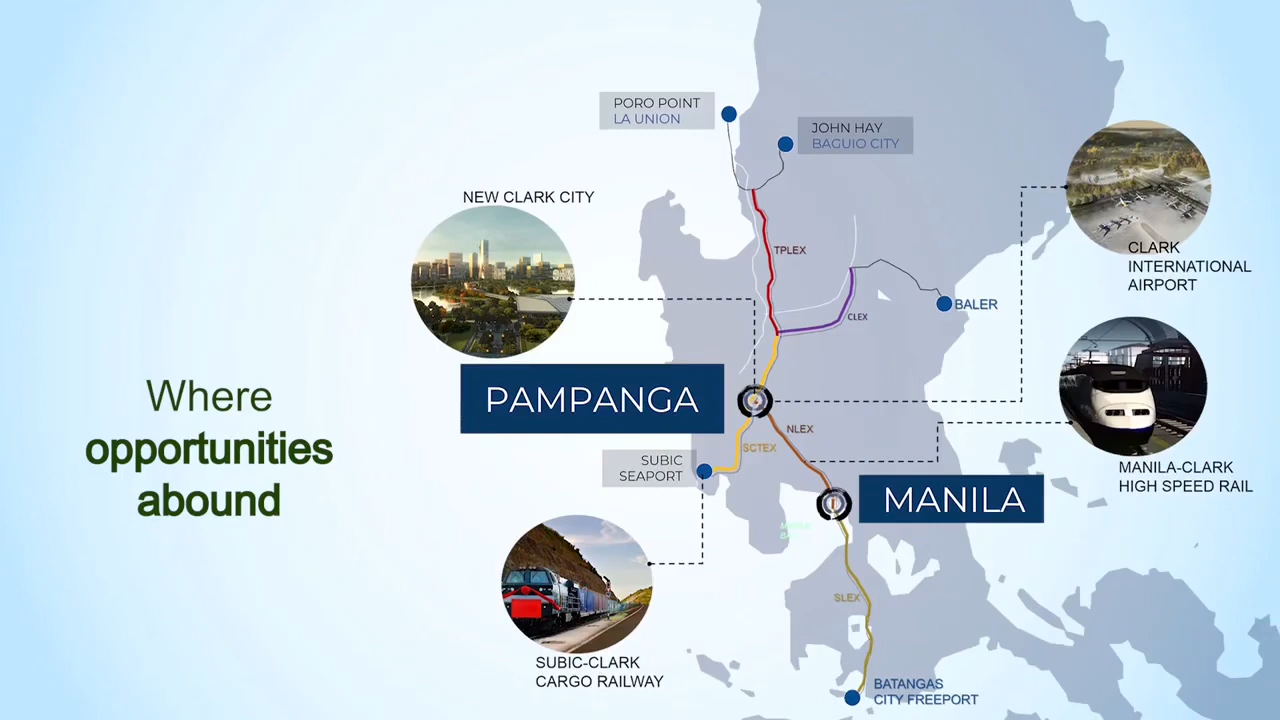 PORO POINT
LA UNION
JOHN HAY
BAGUIO CITY
NEW CLARK CITY
TPLEX
CLARK
INTERNATIONAL
AIRPORT
BALER
CLEX
Where
opportunities
abound
PAMPANGA
NLEX
SCTEX
SUBIC
SEAPORT
MANILA-CLARK
HIGH SPEED RAIL
MANILA
SLEX
SUBIC-CLARK
CARGO RAILWAY
BATANGAS
CITY FREEPORT